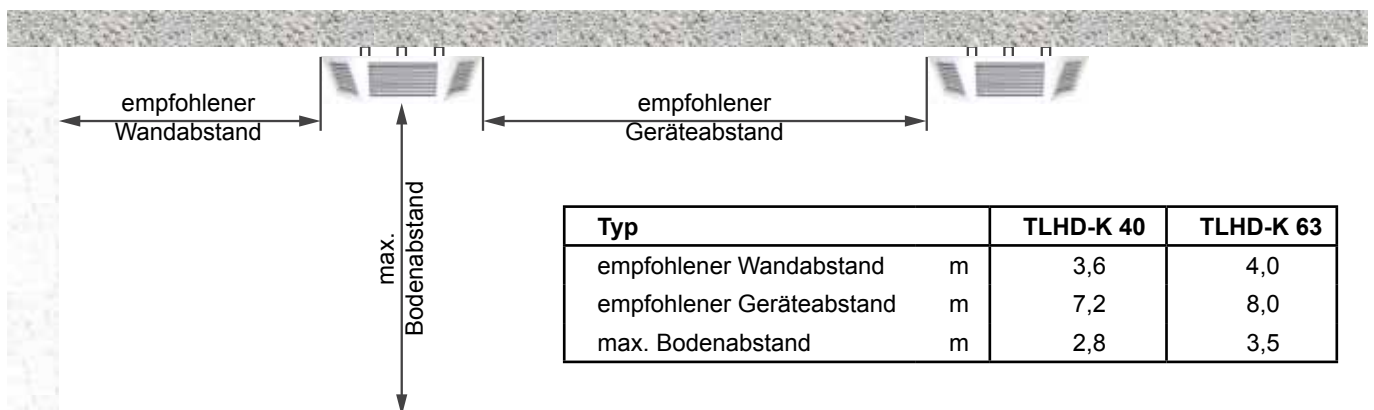 empfohlener
Wandabstand
empfohlener
Geräteabstand
max.
Bodenabstand
Typ TLHD-K 40 TLHD-K 63
empfohlener Wandabstand m 3,6 4,0
empfohlener Geräteabstand m 7,2 8,0
max. Bodenabstand m 2,8 3,5